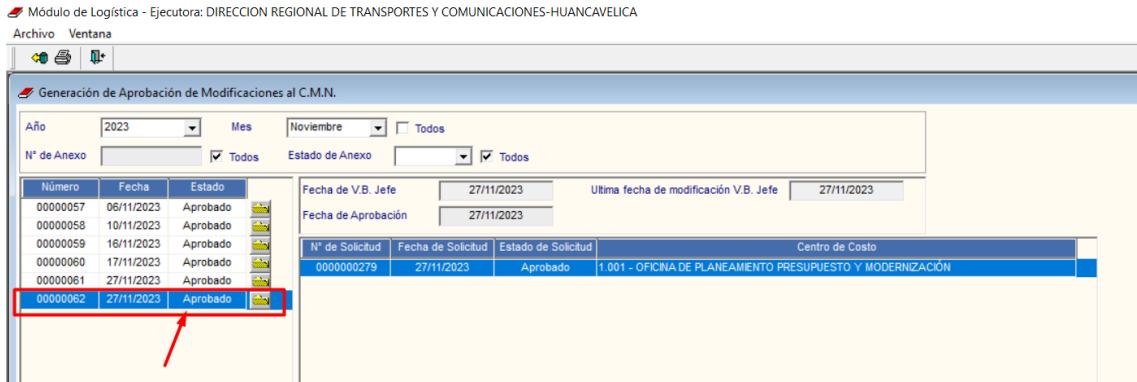 Módulo de Logística - Ejecutora: DIRECCION REGIONAL DE TRANSPORTES Y COMUNICACIONES-HUANCAVELICA
Archivo Ventana
Generación de Aprobación de Modificaciones al C.M.N.
Año 2023 Mes Noviembre Todos
N° de Anexo Todos Estado de Anexo Todos
Número Fecha Estado
00000057 06/11/2023 Aprobado
00000058 10/11/2023 Aprobado
00000059 16/11/2023 Aprobado
00000060 17/11/2023 Aprobado
00000061 27/11/2023 Aprobado
00000062 27/11/2023 Aprobado
Fecha de V.B. Jefe 27/11/2023 Ultima fecha de modificación V.B. Jefe 27/11/2023
Fecha de Aprobación 27/11/2023
N° de Solicitud Fecha de Solicitud Estado de Solicitud Centro de Costo
0000000279 27/11/2023 Aprobado 1.001 - OFICINA DE PLANEAMIENTO PRESUPUESTO Y MODERNIZACIÓN